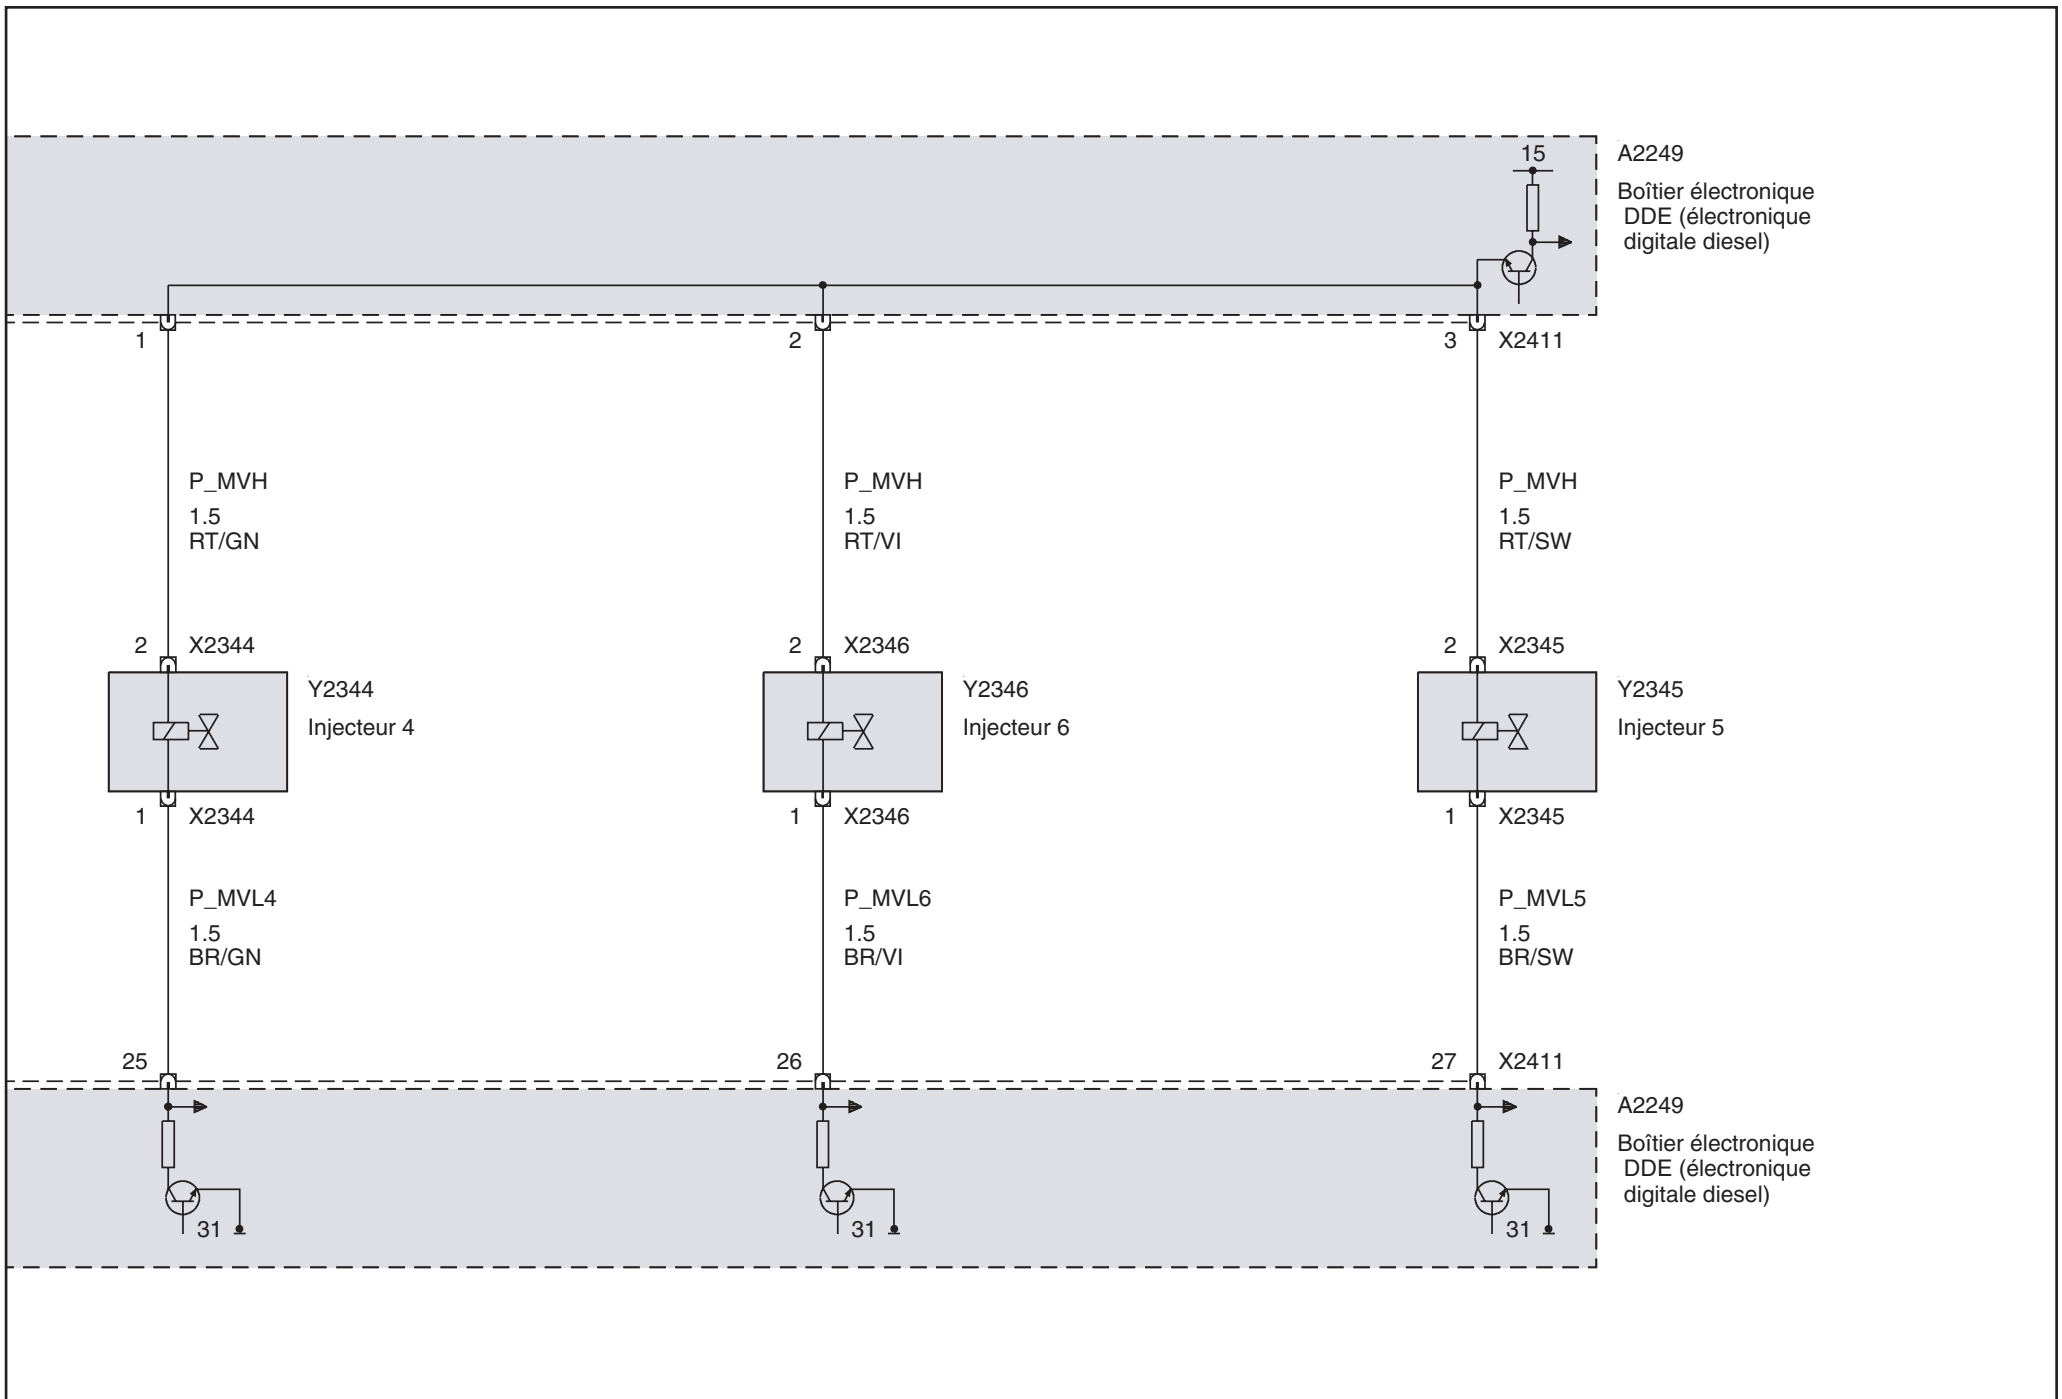 15
A2249
Boîtier électronique
DDE (électronique
digitale diesel)
1
2
3
X2411
P_MVH
1.5
RT/GN
P_MVH
1.5
RT/VI
P_MVH
1.5
RT/SW
2
X2344
2
X2346
2
X2345
Y2344
Injecteur 4
Y2346
Injecteur 6
Y2345
Injecteur 5
1
X2344
1
X2346
1
X2345
P_MVL4
1.5
BR/GN
P_MVL6
1.5
BR/VI
P_MVL5
1.5
BR/SW
25
26
27
X2411
A2249
Boîtier électronique
DDE (électronique
digitale diesel)
31
31
31